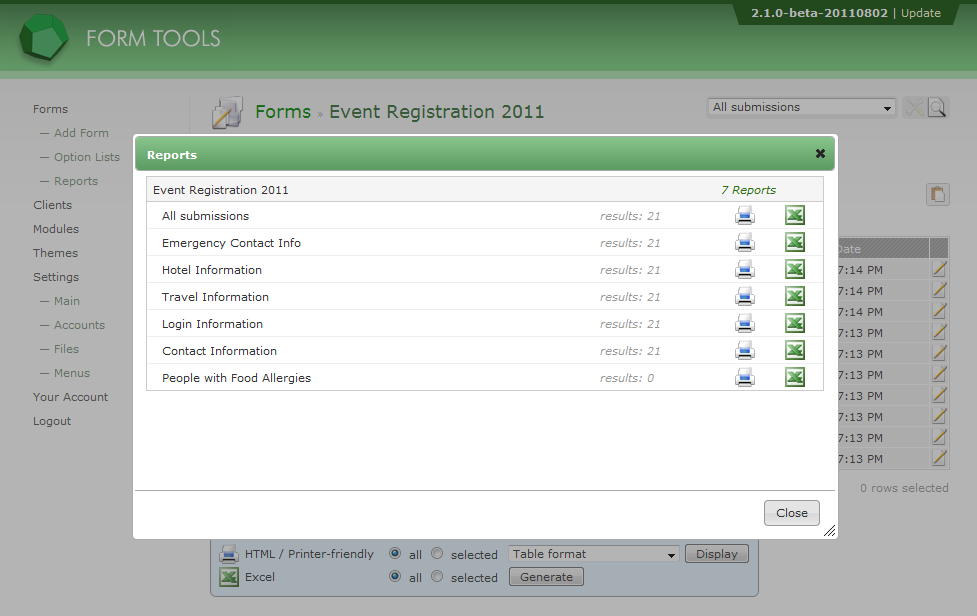 2.1.0-beta-20110802 | Update
FORM TOOLS
Forms
— Add Form
— Option Lists
— Reports
Clients
Modules
Themes
Settings
— Main
— Accounts
— Files
— Menus
Your Account
Logout
Forms » Event Registration 2011
All submissions
Reports
Event Registration 2011 7 Reports
All submissions results: 21
Emergency Contact Info results: 21
Hotel Information results: 21
Travel Information results: 21
Login Information results: 21
Contact Information results: 21
People with Food Allergies results: 0
Close
Date
7:14 PM
7:14 PM
7:14 PM
7:13 PM
7:13 PM
7:13 PM
7:13 PM
7:13 PM
7:13 PM
7:13 PM
0 rows selected
HTML / Printer-friendly all selected Table format Display
Excel all selected Generate